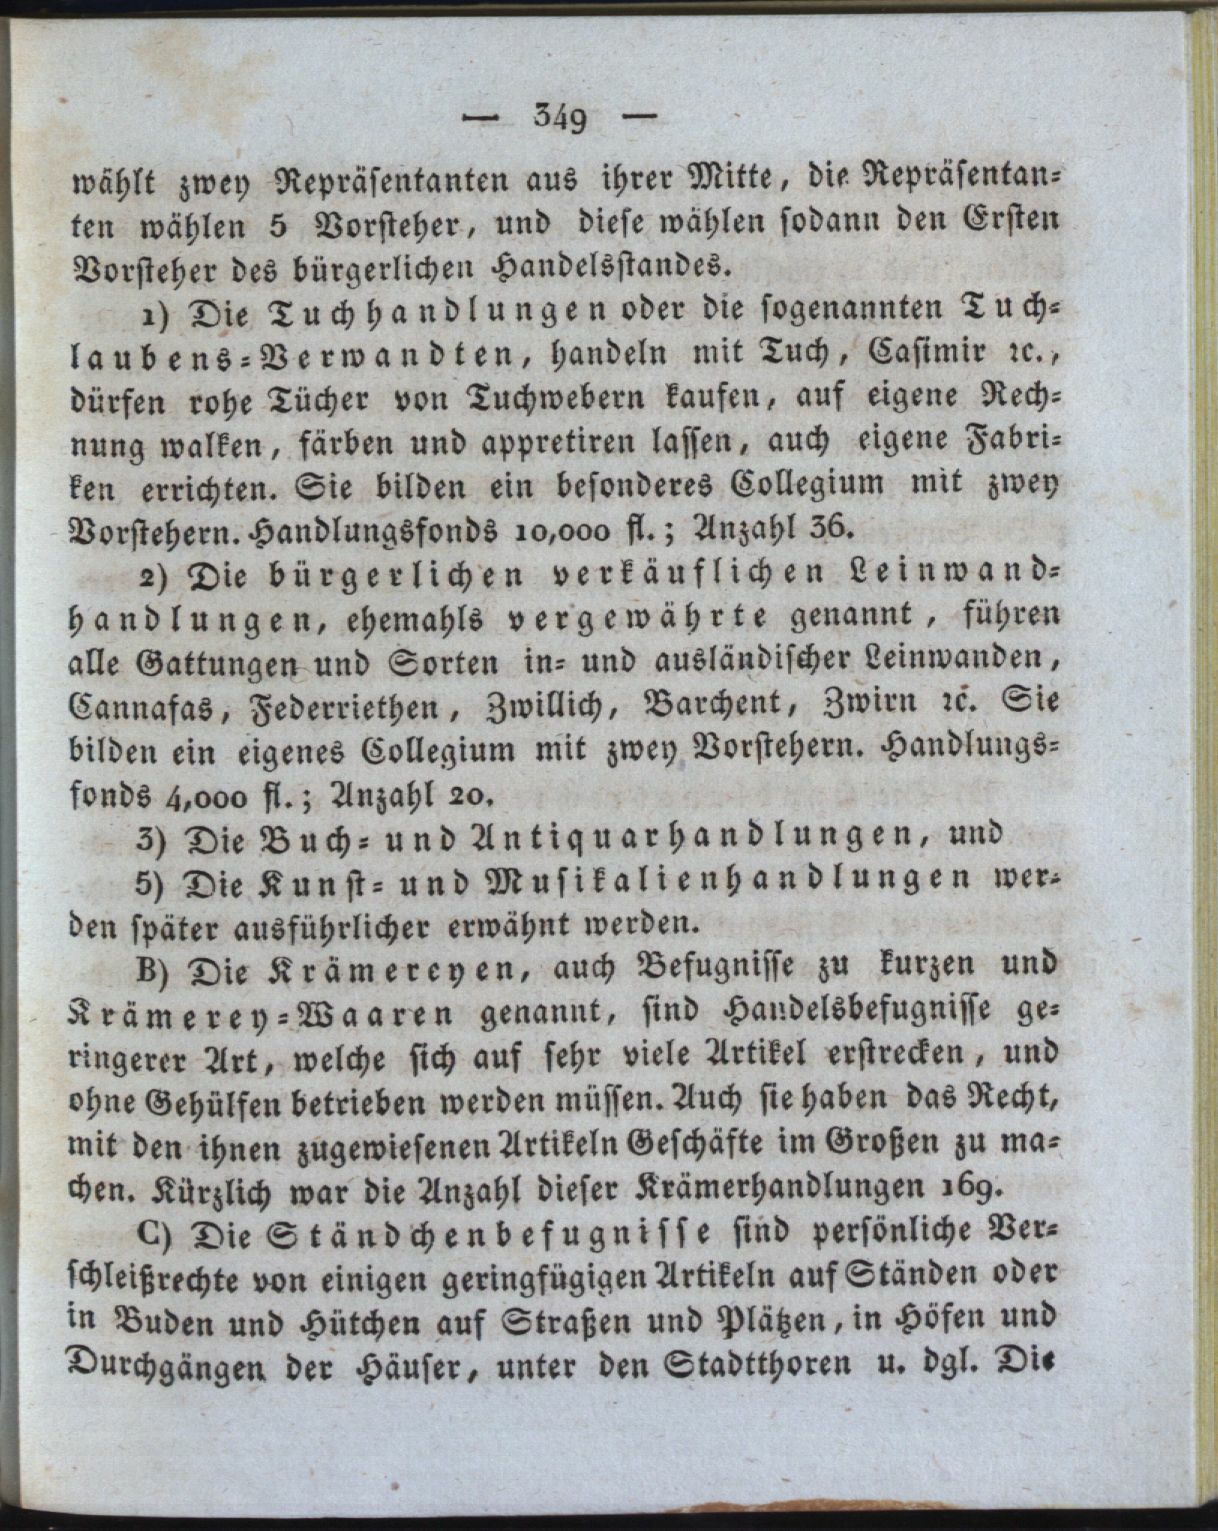 — 349 —
wählt zwey Repräsentanten aus ihrer Mitte, die Repräsentan-
ten wählen 5 Vorsteher, und diese wählen sodann den Ersten
Vorsteher des bürgerlichen Handelsstandes.
1) Die Tuchhandlungen oder die sogenannten Tuch-
laubens-Verwandten, handeln mit Tuch, Casimir ꝛc.,
dürfen rohe Tücher von Tuchwebern kaufen, auf eigene Rech-
nung walken, färben und appretiren lassen, auch eigene Fabri-
ken errichten. Sie bilden ein besonderes Collegium mit zwey
Vorstehern. Handlungsfonds 10,000 fl.; Anzahl 36.
2) Die bürgerlichen verkäuflichen Leinwand-
handlungen, ehemahls vergewährte genannt, führen
alle Gattungen und Sorten in- und ausländischer Leinwanden,
Cannafas, Federriethen, Zwillich, Barchent, Zwirn ꝛc. Sie
bilden ein eigenes Collegium mit zwey Vorstehern. Handlungs-
fonds 4,000 fl.; Anzahl 20.
3) Die Buch- und Antiquarhandlungen, und
5) Die Kunst- und Musikalienhandlungen wer-
den später ausführlicher erwähnt werden.
B) Die Krämereyen, auch Befugnisse zu kurzen und
Krämerey-Waaren genannt, sind Handelsbefugnisse ge-
ringerer Art, welche sich auf sehr viele Artikel erstrecken, und
ohne Gehülfen betrieben werden müssen. Auch sie haben das Recht,
mit den ihnen zugewiesenen Artikeln Geschäfte im Großen zu ma-
chen. Kürzlich war die Anzahl dieser Krämerhandlungen 169.
C) Die Ständchenbefugnisse sind persönliche Ver-
schleißrechte von einigen geringfügigen Artikeln auf Ständen oder
in Buden und Hütchen auf Straßen und Plätzen, in Höfen und
Durchgängen der Häuser, unter den Stadtthoren u. dgl. Die